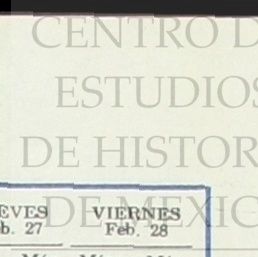 CENTRO D
ESTUDIOS
DE HISTOR
DE MEXIC
EVES VIERNES
b. 27 Feb. 28